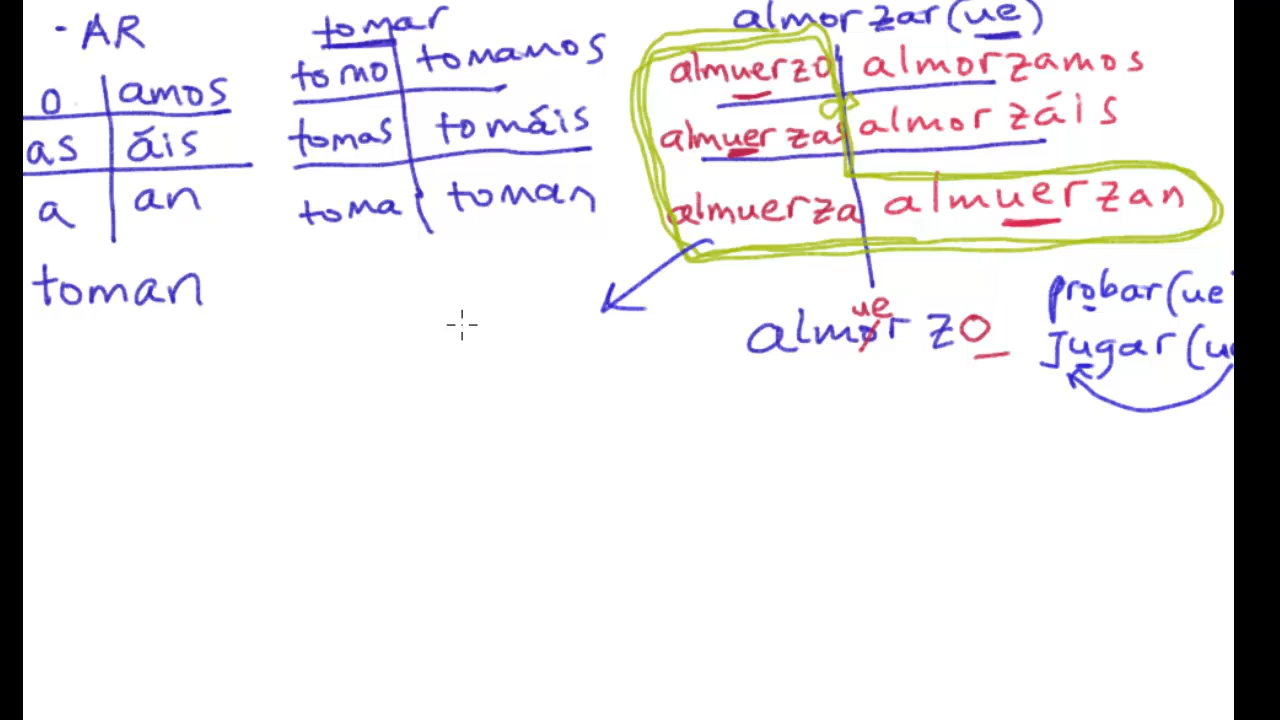 -AR
o amos
as áis
a an
toman
tomar
tomo tomamos
tomas tomáis
toma toman
almorzar (ue)
almuerzo almorzamos
almuerzas almorzáis
almuerza almuerzan
ue
almorzo
probar (ue
Jugar (ue